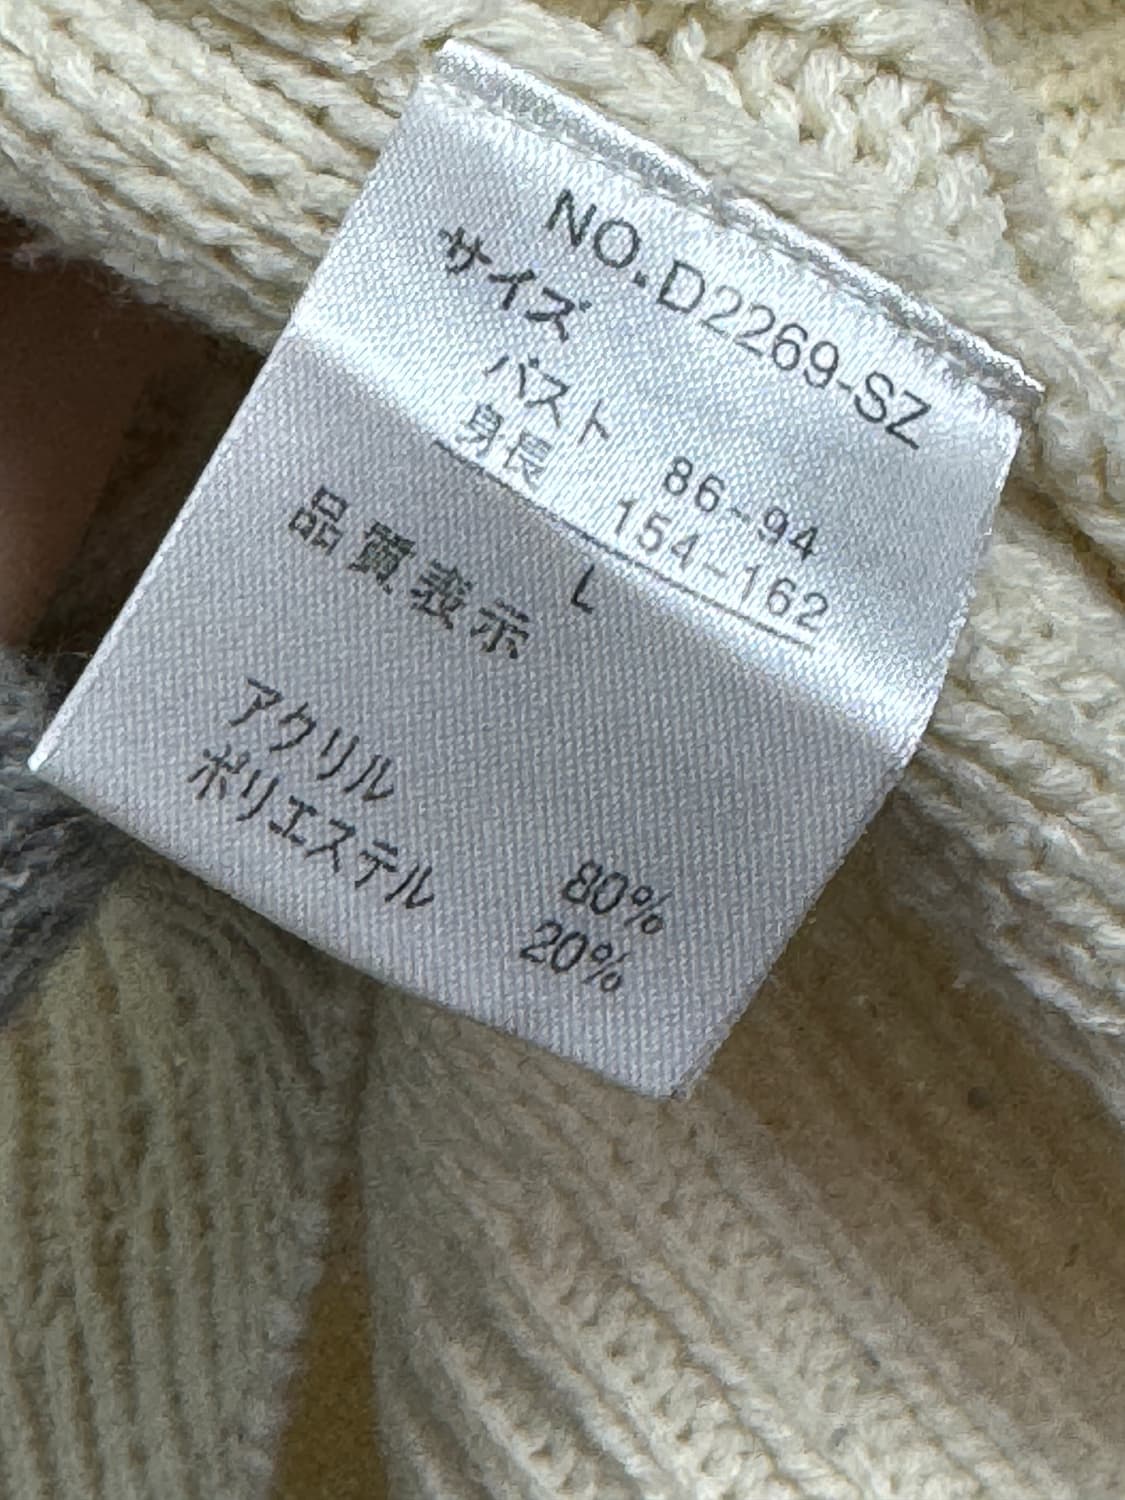 NO.D2269-SZ
サイズ
バスト 86-94
身長 154-162
L
品質表示
アクリル 80%
ポリエステル 20%